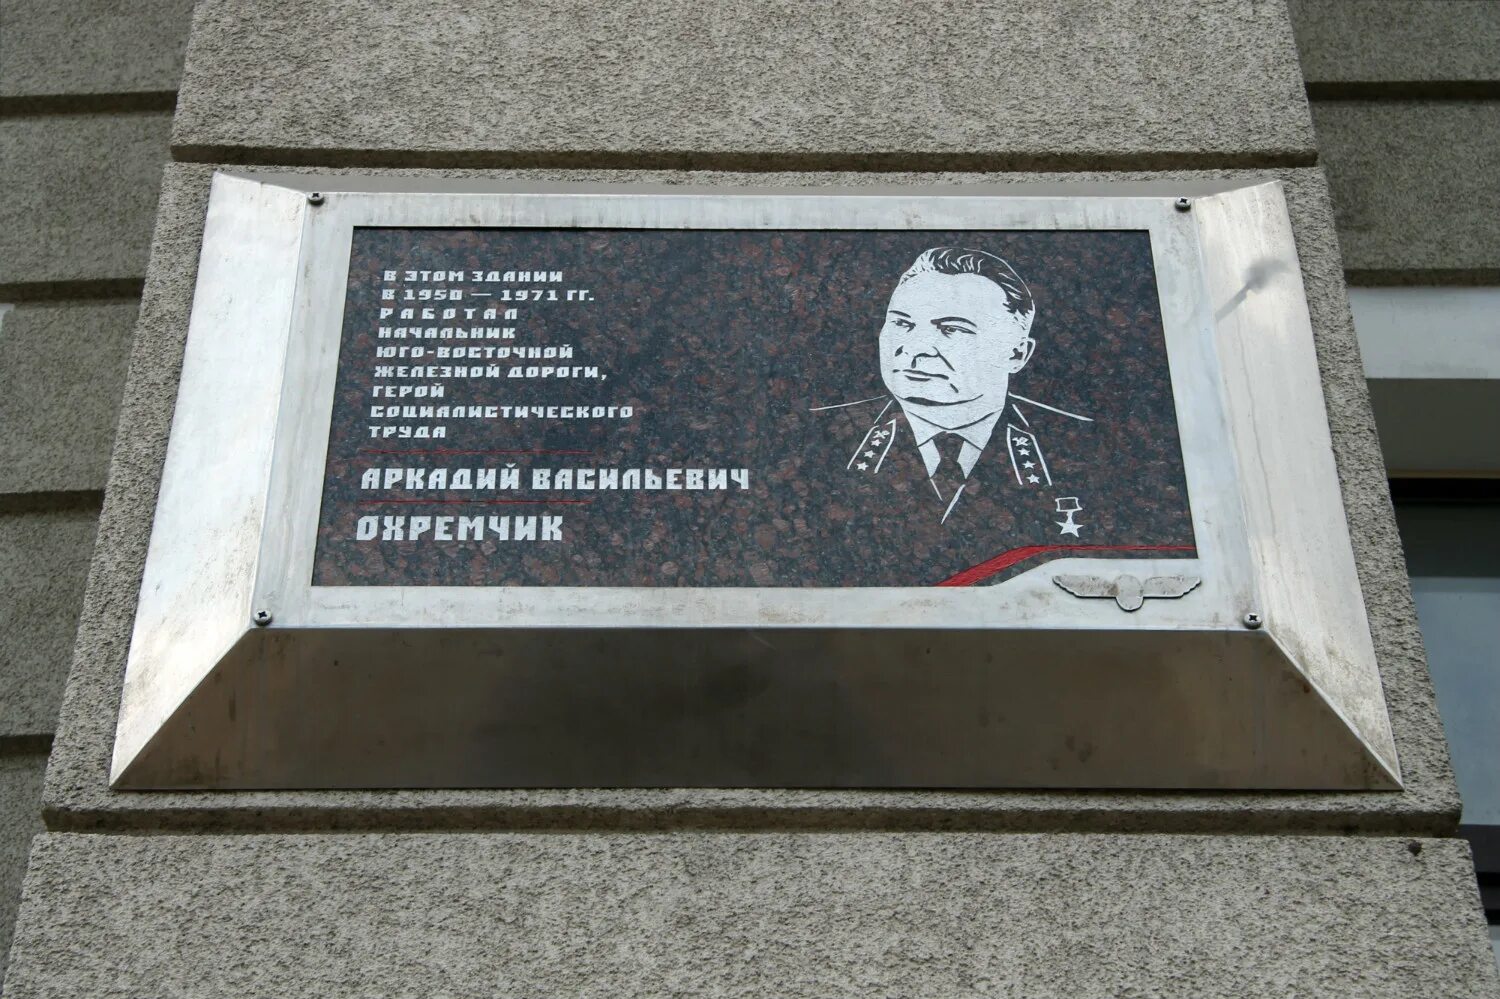 В ЭТОМ ЗДАНИИ
В 1950 — 1971 ГГ.
РАБОТАЛ
НАЧАЛЬНИК
ЮГО-ВОСТОЧНОЙ
ЖЕЛЕЗНОЙ ДОРОГИ,
ГЕРОЙ
СОЦИАЛИСТИЧЕСКОГО
ТРУДА
АРКАДИЙ ВАСИЛЬЕВИЧ
ОХРЕМЧИК